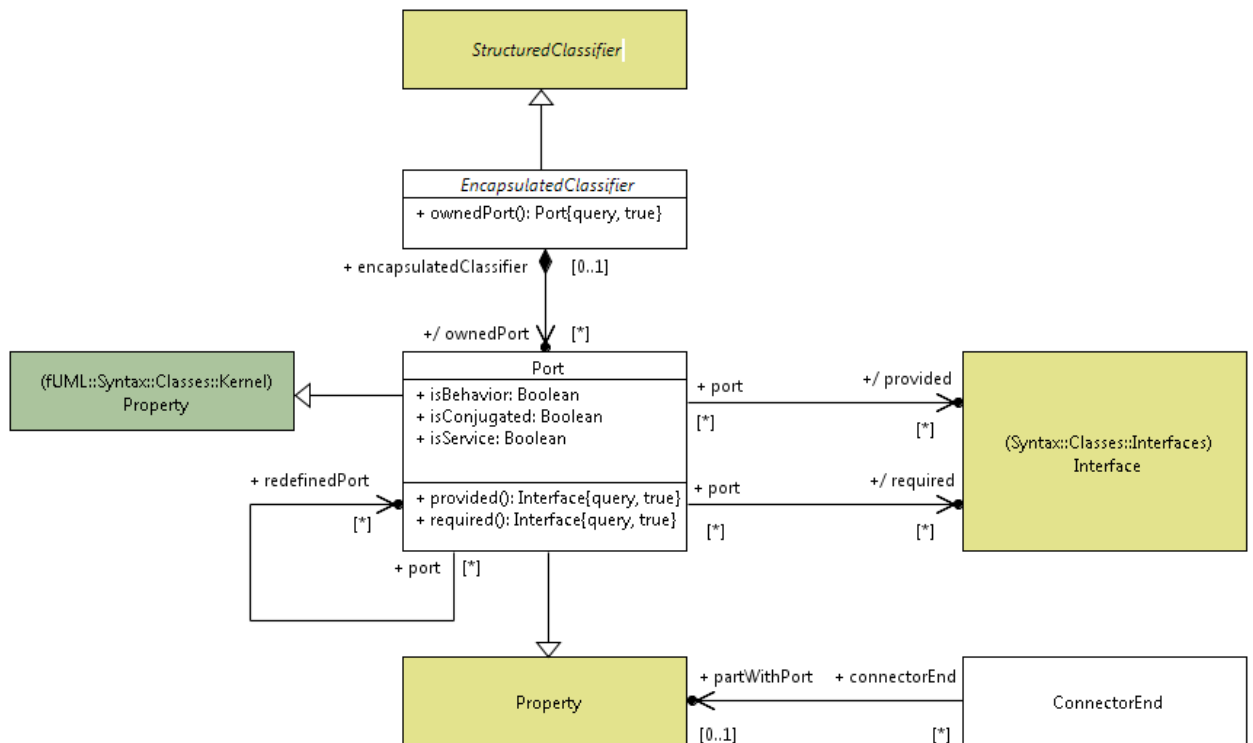 StructuredClassifier
EncapsulatedClassifier
+ ownedPort(): Port{query, true}
+ encapsulatedClassifier
[0..1]
+/ ownedPort
[*]
(fUML::Syntax::Classes::Kernel)
Property
Port
+ isBehavior: Boolean
+ isConjugated: Boolean
+ isService: Boolean
+ provided(): Interface{query, true}
+ required(): Interface{query, true}
+ port
[*]
+/ provided
[*]
+ port
[*]
+/ required
[*]
(Syntax::Classes::Interfaces)
Interface
+ redefinedPort
[*]
+ port
[*]
Property
+ partWithPort
[0..1]
+ connectorEnd
[*]
ConnectorEnd